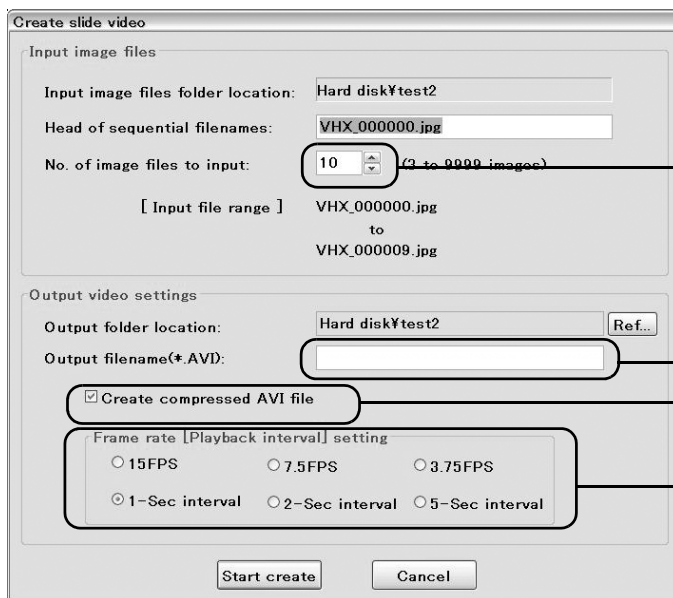 Create slide video
Input image files
Input image files folder location: Hard disk¥test2
Head of sequential filenames: VHX_000000.jpg
No. of image files to input: 10 (3 to 9999 images)
[ Input file range ] VHX_000000.jpg
to
VHX_000009.jpg
Output video settings
Output folder location: Hard disk¥test2 Ref...
Output filename(*.AVI):
Create compressed AVI file
Frame rate [Playback interval] setting
15FPS 7.5FPS 3.75FPS
1-Sec interval 2-Sec interval 5-Sec interval
Start create Cancel